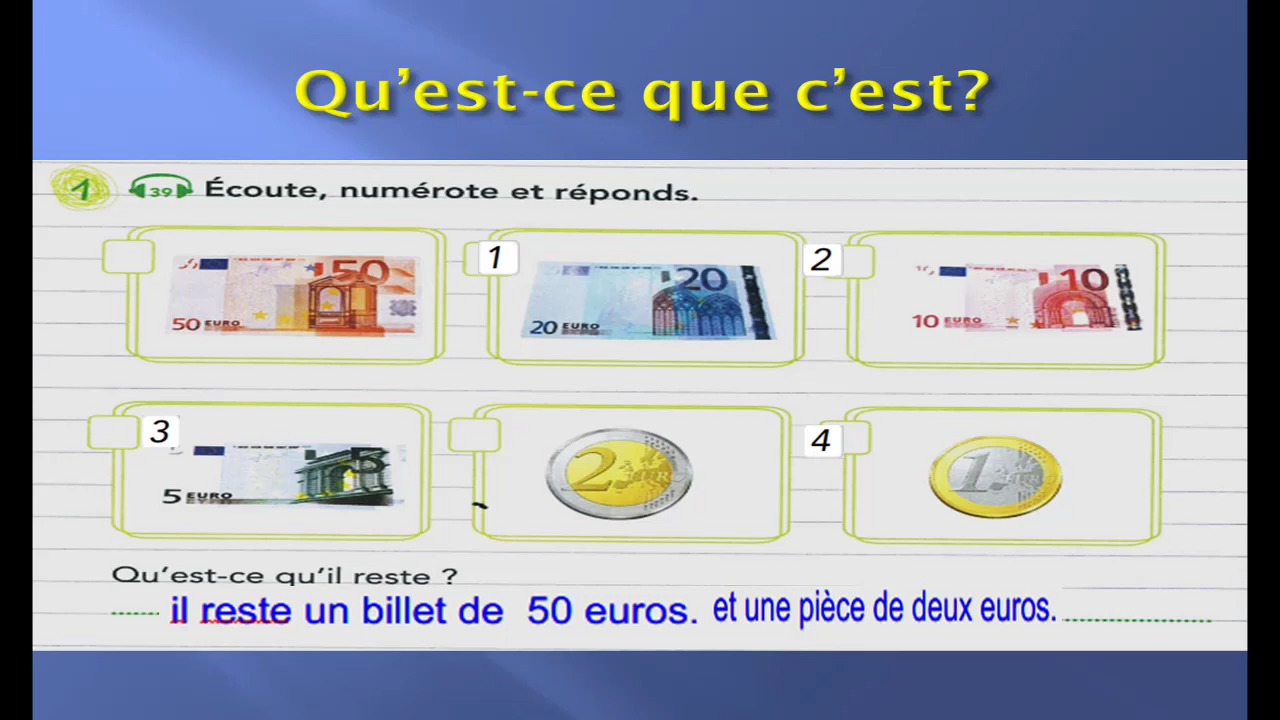 Qu’est-ce que c’est?
1 39 Écoute, numérote et réponds.
50
50 EURO
1
20
20 EURO
2
10
10 EURO
3
5
5 EURO
2
4
1
Qu’est-ce qu’il reste ?
il reste un billet de 50 euros. et une pièce de deux euros.